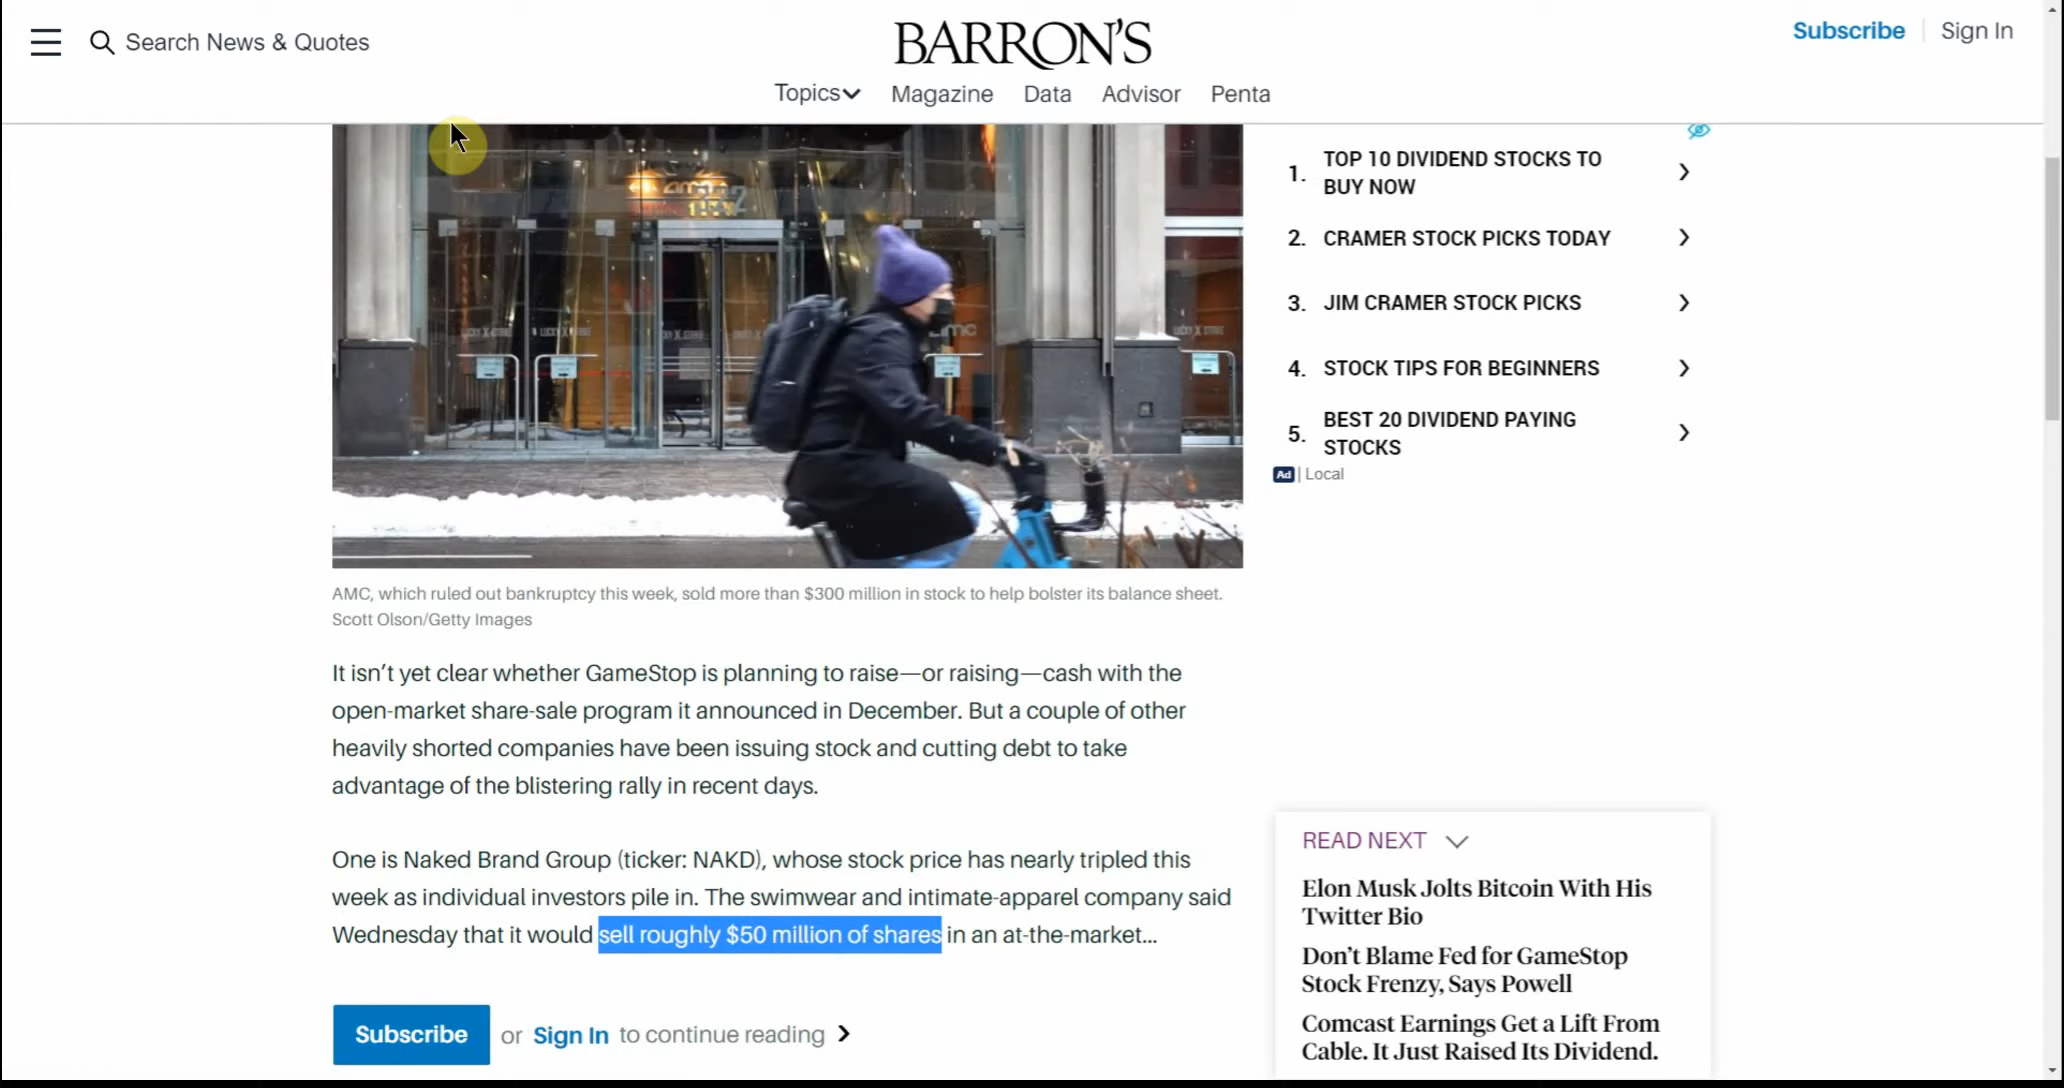 Search News & Quotes
BARRON'S
Subscribe
Sign In
Topics
Magazine
Data
Advisor
Penta
amc
1. TOP 10 DIVIDEND STOCKS TO
BUY NOW
2. CRAMER STOCK PICKS TODAY
3. JIM CRAMER STOCK PICKS
4. STOCK TIPS FOR BEGINNERS
5. BEST 20 DIVIDEND PAYING
STOCKS
Ad | Local
AMC, which ruled out bankruptcy this week, sold more than $300 million in stock to help bolster its balance sheet.
Scott Olson/Getty Images
It isn’t yet clear whether GameStop is planning to raise—or raising—cash with the
open-market share-sale program it announced in December. But a couple of other
heavily shorted companies have been issuing stock and cutting debt to take
advantage of the blistering rally in recent days.
One is Naked Brand Group (ticker: NAKD), whose stock price has nearly tripled this
week as individual investors pile in. The swimwear and intimate-apparel company said
Wednesday that it would sell roughly $50 million of shares in an at-the-market...
Subscribe or Sign In to continue reading
READ NEXT
Elon Musk Jolts Bitcoin With His
Twitter Bio
Don’t Blame Fed for GameStop
Stock Frenzy, Says Powell
Comcast Earnings Get a Lift From
Cable. It Just Raised Its Dividend.